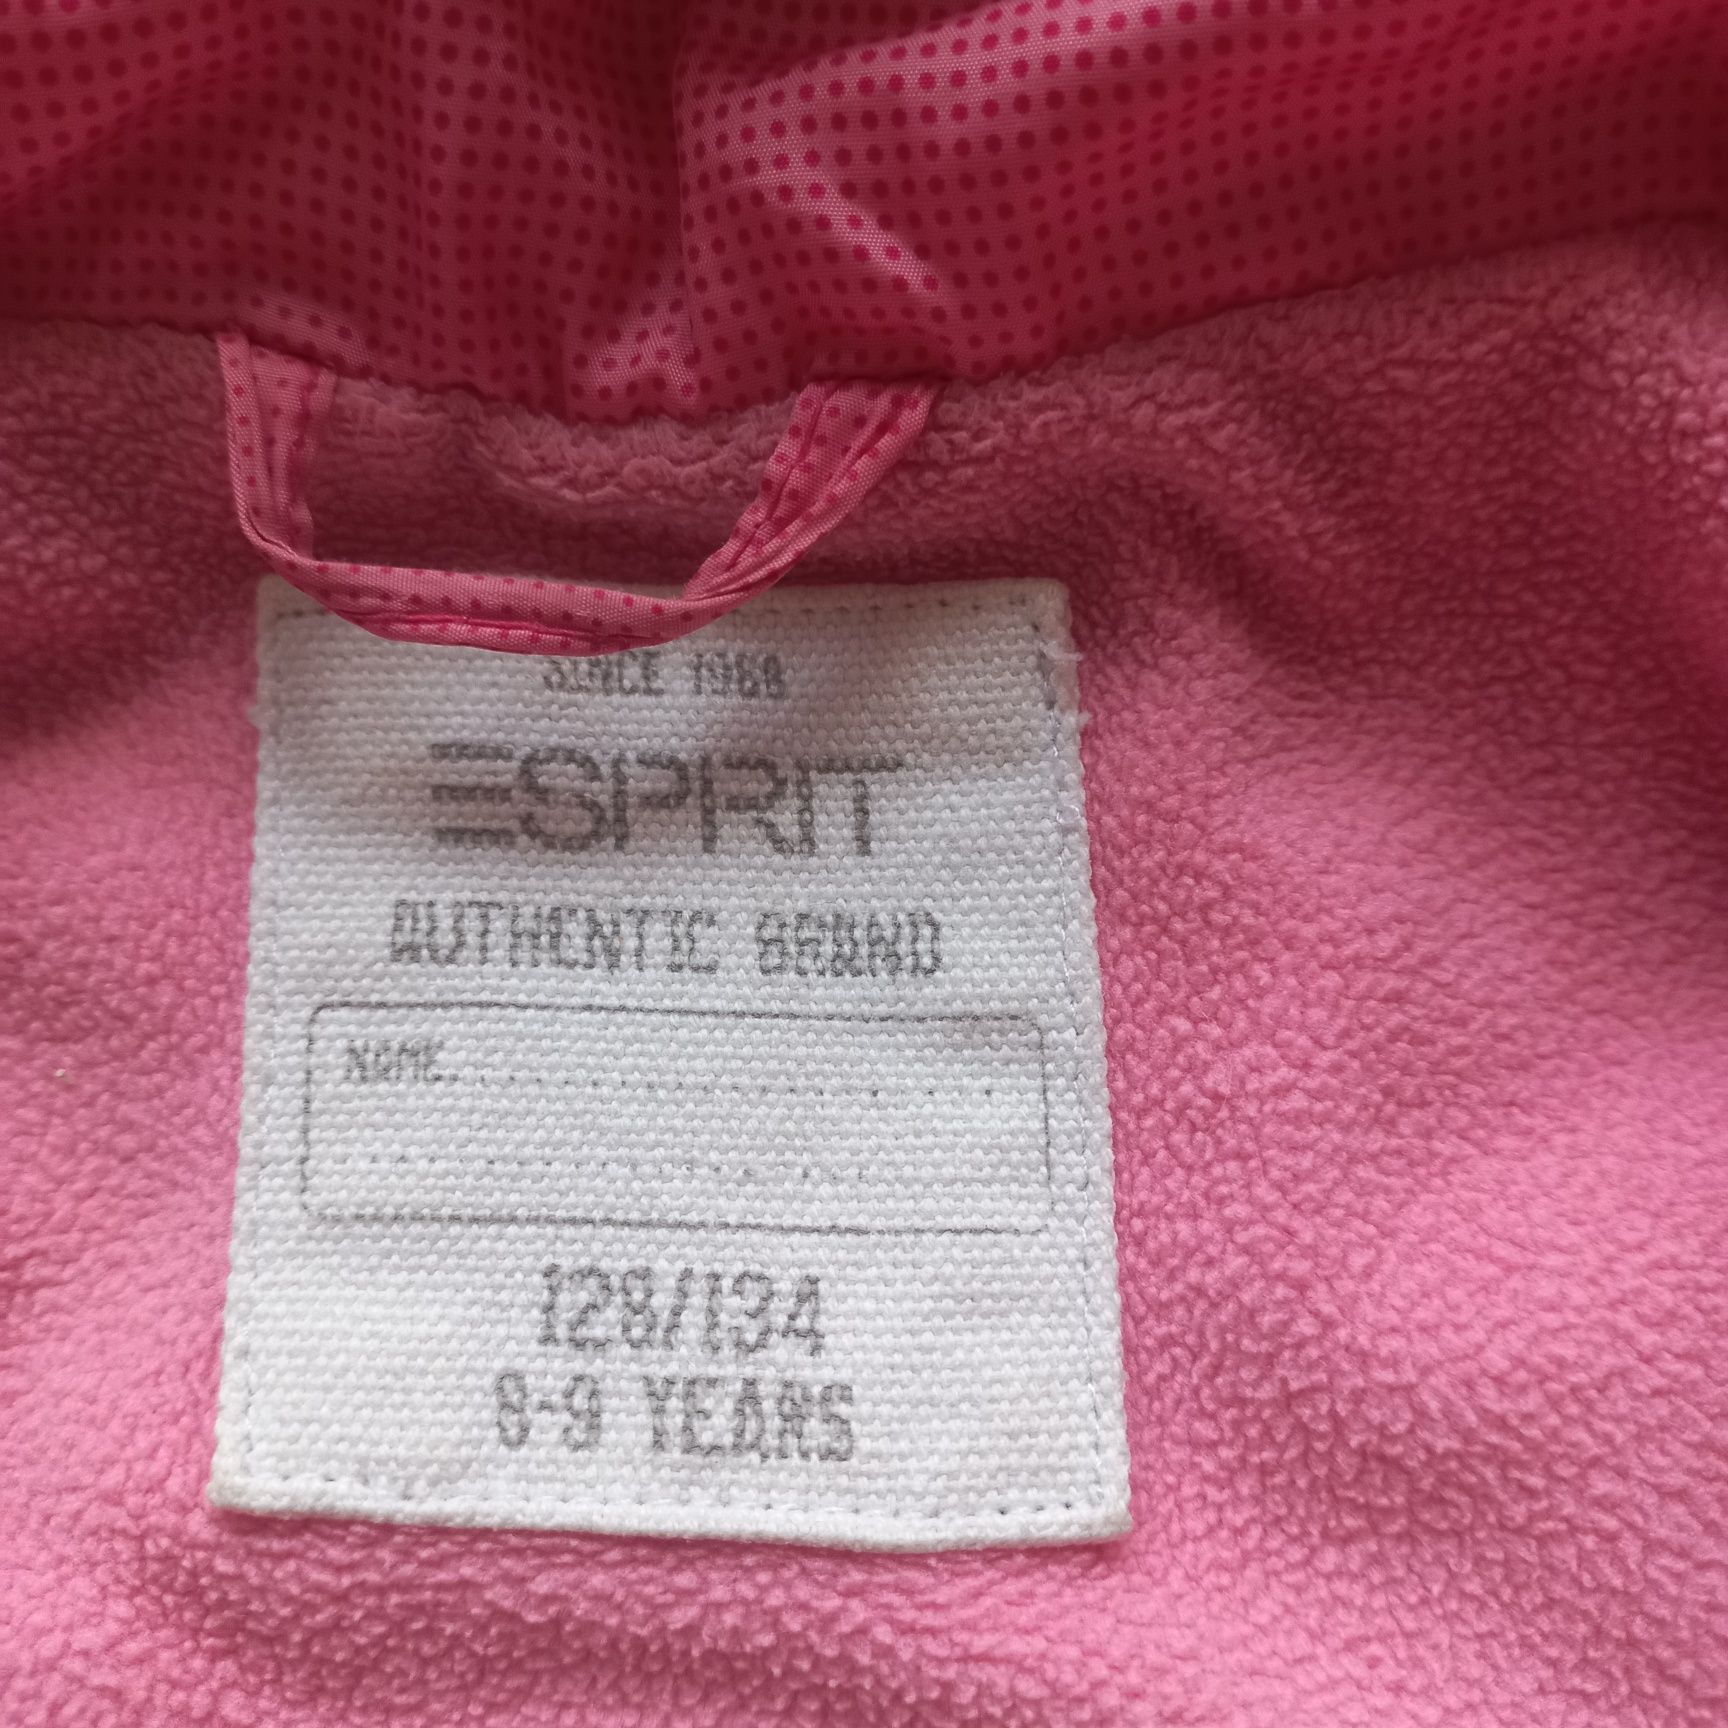 SINCE 1968
ESPRIT
AUTHENTIC BRAND
NAME
128/134
8-9 YEARS